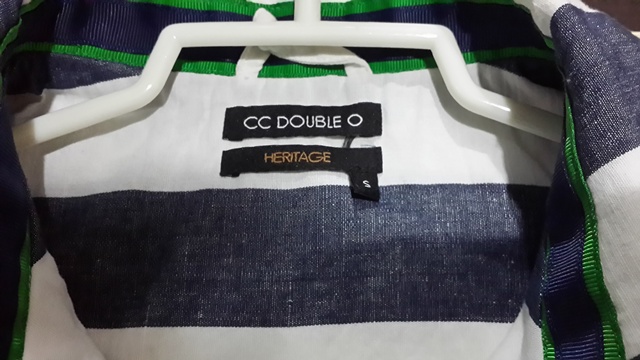 CC DOUBLE O
HERITAGE
S